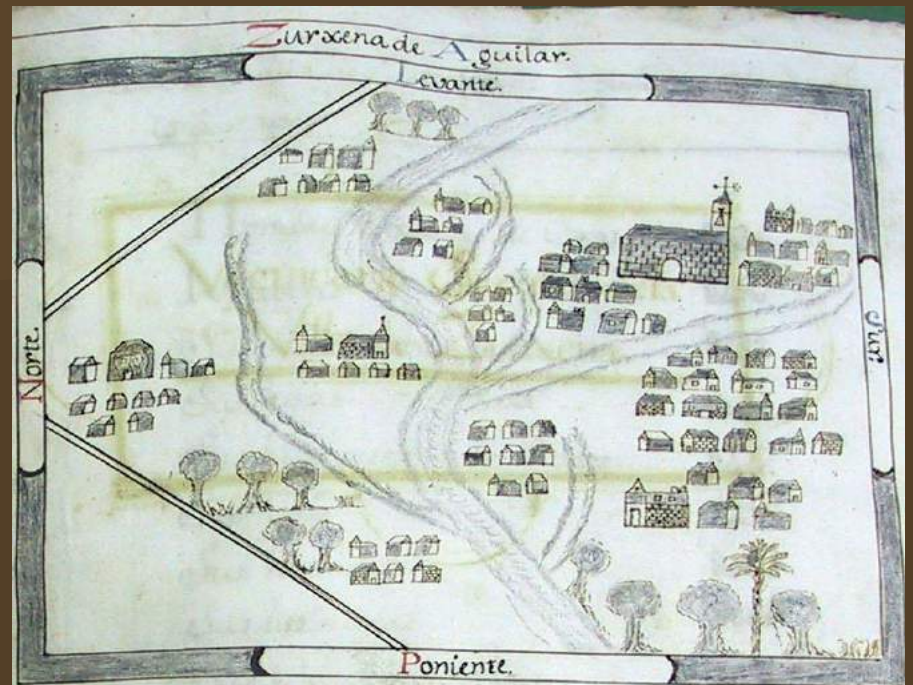 Zurxena de Aguilar.
Levante.
Norte.
Sur.
Poniente.